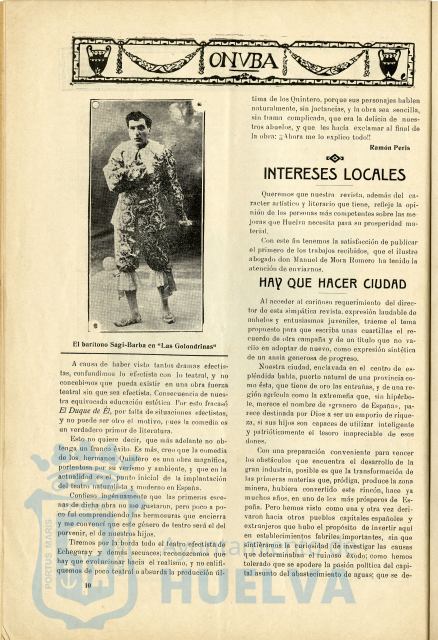 ONVBA
El barítono Sagi-Barba en "Las Golondrinas"
A causa de haber visto tantos dramas efectis-
tas, confundimos lo efectista con lo teatral, y no
concebimos que pueda existir en una obra fuerza
teatral sin que sea efectista. Consecuencia de nues-
tra equivocada educación estética. Por esto fracasó
El Duque de Él, por falta de situaciones efectistas,
y no puede ser otro el motivo, pues la comedia es
un verdadero primor de literatura.
Esto no quiere decir, que más adelante no ob-
tenga un franco éxito. Es más, creo que la comedia
de los hermanos Quintero es una obra magnífica,
portentosa por su verismo y ambiente, y que en la
actualidad es el punto inicial de la implantación
del teatro naturalista y moderno en España.
Confieso ingénuamente que las primeras esce-
nas de dicha obra no me gustaron, pero poco a po-
co fuí comprendiendo las hermosuras que encierra
y me convencí que este género de teatro será el del
porvenir, el de nuestros hijos.
Tiremos por la borda todo el teatro efectista de
Echegaray y demás secuaces; reconozcamos que
hay que evolucionar hacia el realismo, y no califi-
quemos de poco teatral o absurda la producción úl-
10
tima de los Quintero, porque sus personajes hablen
naturalmente, sin jactancias, y la obra sea sencilla,
sin trama complicada, que era la delicia de nues-
tros abuelos, y que les hacía exclamar al final de
la obra: ¡¡Ahora me lo explico todo!!
Ramón Peris
INTERESES LOCALES
Queremos que nuestra revista, además del ca-
racter artístico y literario que tiene, refleje la opi-
nión de las personas más competentes sobre las me-
joras que Huelva necesita para su prosperidad ma-
terial.
Con este fin tenemos la satisfacción de publicar
el primero de los trabajos recibidos, que el ilustre
abogado don Manuel de Mora Romero ha tenido la
atención de enviarnos.
HAY QUE HACER CIUDAD
Al acceder al cariñoso requerimiento del direc-
tor de esta simpática revista, expresión laudable de
anhelos y entusiasmos juveniles, traeme el tema
propuesto para que escriba unas cuartillas el re-
cuerdo de otra campaña y de un título que no va-
cilo en adoptar de nuevo, como expresión sintética
de un ansia generosa de progreso.
Nuestra ciudad, enclavada en el centro de es-
pléndida bahía, puerto natural de una provincia co-
mo ésta, que tiene de oro las entrañas, y de una re-
gión agrícola como la extremeña que, sin hipérbo-
le, merece el nombre de «granero de España», pa-
rece destinada por Dios a ser un emporio de rique-
za, si sus hijos son capaces de utilizar inteligente
y patrióticamente el tesoro inapreciable de esos
dones.
Con una preparación conveniente para vencer
los obstáculos que encuentra el desarrollo de la
gran industria, posible es que la transformación de
las primeras materias que, pródiga, produce la zona
minera, hubiera convertido este rincón, hace ya
muchos años, en uno de los más prósperos de Es-
paña. Pero hemos visto como una y otra vez deri-
varon hacia otros pueblos capitales españoles y
extranjeros que hubo el propósito de invertir aquí
en establecimientos fabriles importantes, sin que
sintiéramos el estímulo de investigar las causas
que determinaban el lastimoso éxodo; como hemos
tolerado que se apodere la pasión política del capi-
tal asunto del abastecimiento de aguas; que se de-
PORTUS MARIS
Ayuntamiento de
HUELVA